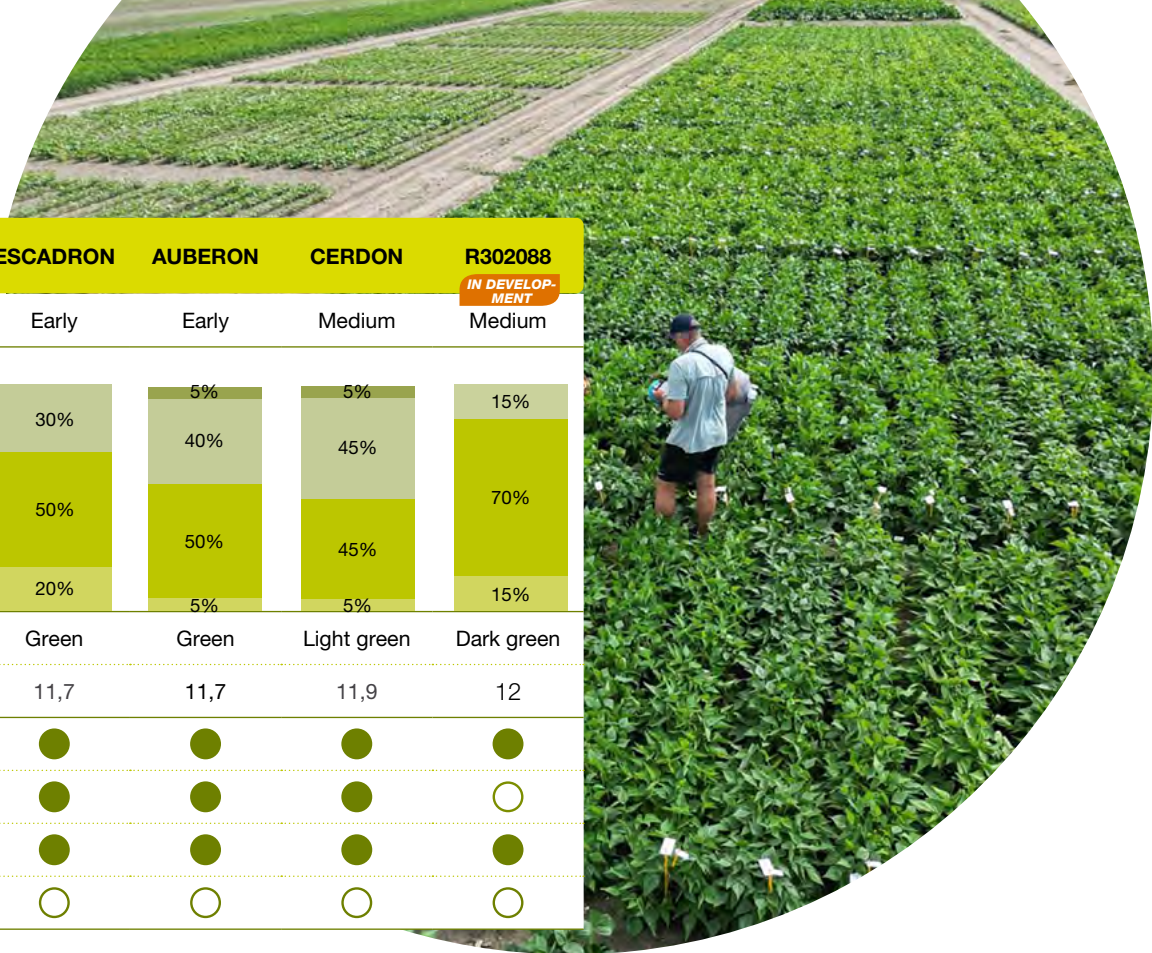 ESCADRON AUBERON CERDON R302088
IN DEVELOP-
MENT
Early Early Medium Medium
5% 5%
30% 40% 45% 15%
50% 50% 45% 70%
20% 5% 5% 15%
Green Green Light green Dark green
11,7 11,7 11,9 12